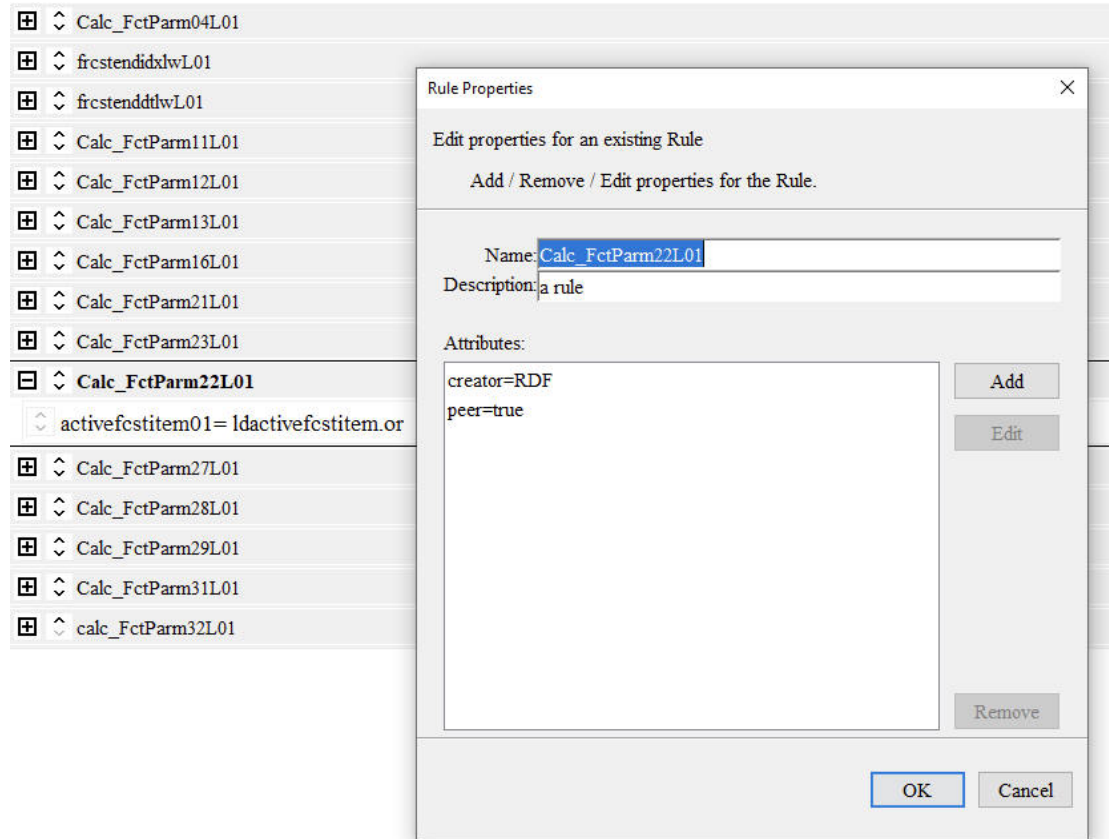 Calc_FctParm04L01
frcstendidxlwL01
frcstenddtlwL01
Calc_FctParm11L01
Calc_FctParm12L01
Calc_FctParm13L01
Calc_FctParm16L01
Calc_FctParm21L01
Calc_FctParm23L01
Calc_FctParm22L01
activefcstitem01= ldactivefcstitem.or
Calc_FctParm27L01
Calc_FctParm28L01
Calc_FctParm29L01
Calc_FctParm31L01
calc_FctParm32L01
Rule Properties
Edit properties for an existing Rule
Add / Remove / Edit properties for the Rule.
Name: Calc_FctParm22L01
Description: a rule
Attributes:
creator=RDF
peer=true
Add
Edit
Remove
OK Cancel